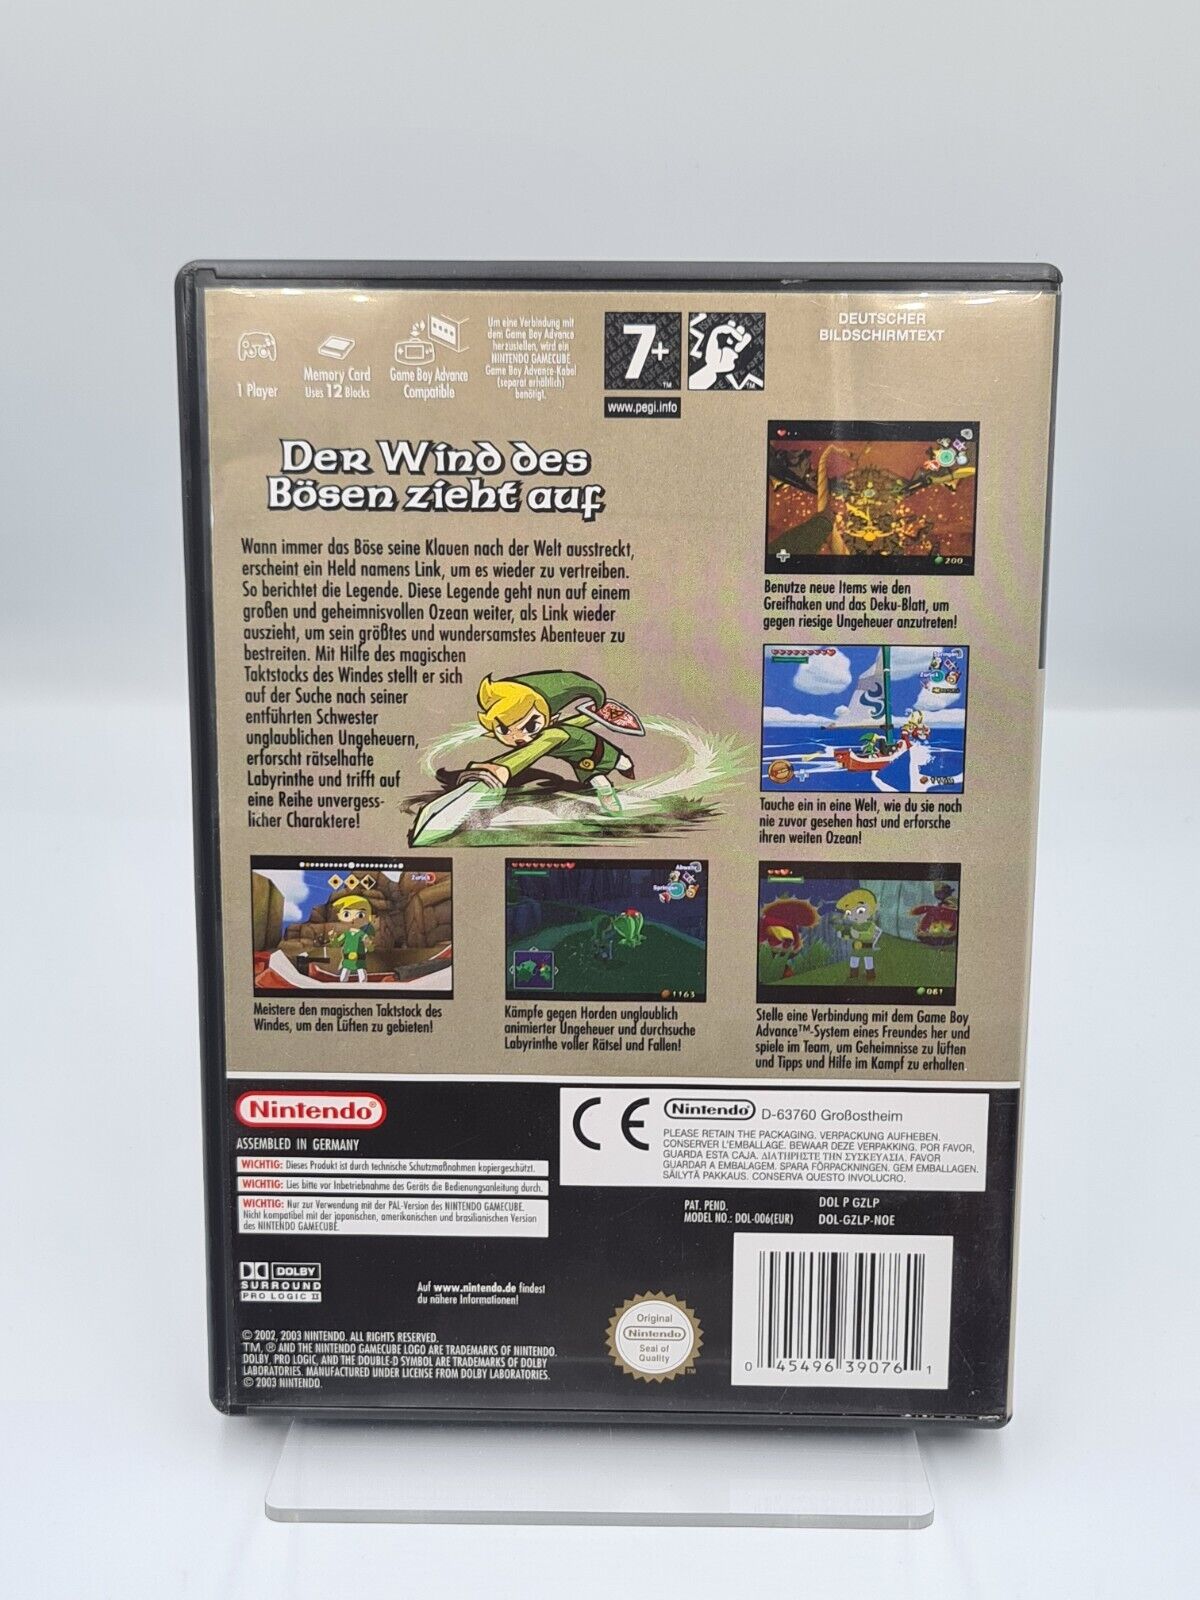 1 Player
Memory Card
Uses 12 Blocks
Game Boy Advance
Compatible
Um eine Verbindung mit
dem Game Boy Advance
herzustellen, wird ein
NINTENDO GAMECUBE
Game Boy Advance-Kabel
(separat erhältlich)
benötigt.
7+
TM
TM
www.pegi.info
DEUTSCHER
BILDSCHIRMTEXT
Der Wind des
Bösen zieht auf
Wann immer das Böse seine Klauen nach der Welt ausstreckt,
erscheint ein Held namens Link, um es wieder zu vertreiben.
So berichtet die Legende. Diese Legende geht nun auf einem
großen und geheimnisvollen Ozean weiter, als Link wieder
auszieht, um sein größtes und wundersamstes Abenteuer zu
bestreiten. Mit Hilfe des magischen
Taktstocks des Windes stellt er sich
auf der Suche nach seiner
entführten Schwester
unglaublichen Ungeheuern,
erforscht rätselhafte
Labyrinthe und trifft auf
eine Reihe unvergess-
licher Charaktere!
200
Benutze neue Items wie den
Greifhaken und das Deku-Blatt, um
gegen riesige Ungeheuer anzutreten!
Springen
Zurück
Tauche ein in eine Welt, wie du sie noch
nie zuvor gesehen hast und erforsche
ihren weiten Ozean!
Zurück
Meistere den magischen Taktstock des
Windes, um den Lüften zu gebieten!
Abwehr
Springen
1163
Kämpfe gegen Horden unglaublich
animierter Ungeheuer und durchsuche
Labyrinthe voller Rätsel und Fallen!
081
Stelle eine Verbindung mit dem Game Boy
Advance™-System eines Freundes her und
spiele im Team, um Geheimnisse zu lüften
und Tipps und Hilfe im Kampf zu erhalten.
Nintendo®
ASSEMBLED IN GERMANY
WICHTIG: Dieses Produkt ist durch technische Schutzmaßnahmen kopiergeschützt.
WICHTIG: Lies bitte vor Inbetriebnahme des Geräts die Bedienungsanleitung durch.
WICHTIG: Nur zur Verwendung mit der PAL-Version des NINTENDO GAMECUBE.
Nicht kompatibel mit der japanischen, amerikanischen und brasilianischen Version
des NINTENDO GAMECUBE.
CE
Nintendo® D-63760 Großostheim
PLEASE RETAIN THE PACKAGING. VERPACKUNG AUFHEBEN.
CONSERVER L'EMBALLAGE. BEWAAR DEZE VERPAKKING. POR FAVOR,
GUARDA ESTA CAJA. ΔΙΑΤΗΡΗΣΤΕ ΤΗΝ ΣΥΣΚΕΥΑΣΙΑ. FAVOR
GUARDAR A EMBALAGEM. SPARA FÖRPACKNINGEN. GEM EMBALLAGEN.
SÄILYTÄ PAKKAUS. CONSERVA QUESTO INVOLUCRO.
PAT. PEND.
MODEL NO.: DOL-006(EUR)
DOL P GZLP
DOL-GZLP-NOE
DOLBY
SURROUND
PRO LOGIC II
Auf www.nintendo.de findest
du nähere Informationen!
© 2002, 2003 NINTENDO. ALL RIGHTS RESERVED.
TM, ® AND THE NINTENDO GAMECUBE LOGO ARE TRADEMARKS OF NINTENDO.
DOLBY, PRO LOGIC, AND THE DOUBLE-D SYMBOL ARE TRADEMARKS OF DOLBY
LABORATORIES. MANUFACTURED UNDER LICENSE FROM DOLBY LABORATORIES.
© 2003 NINTENDO.
Original
Nintendo
Seal of
Quality
TM
0 45496 39076 1